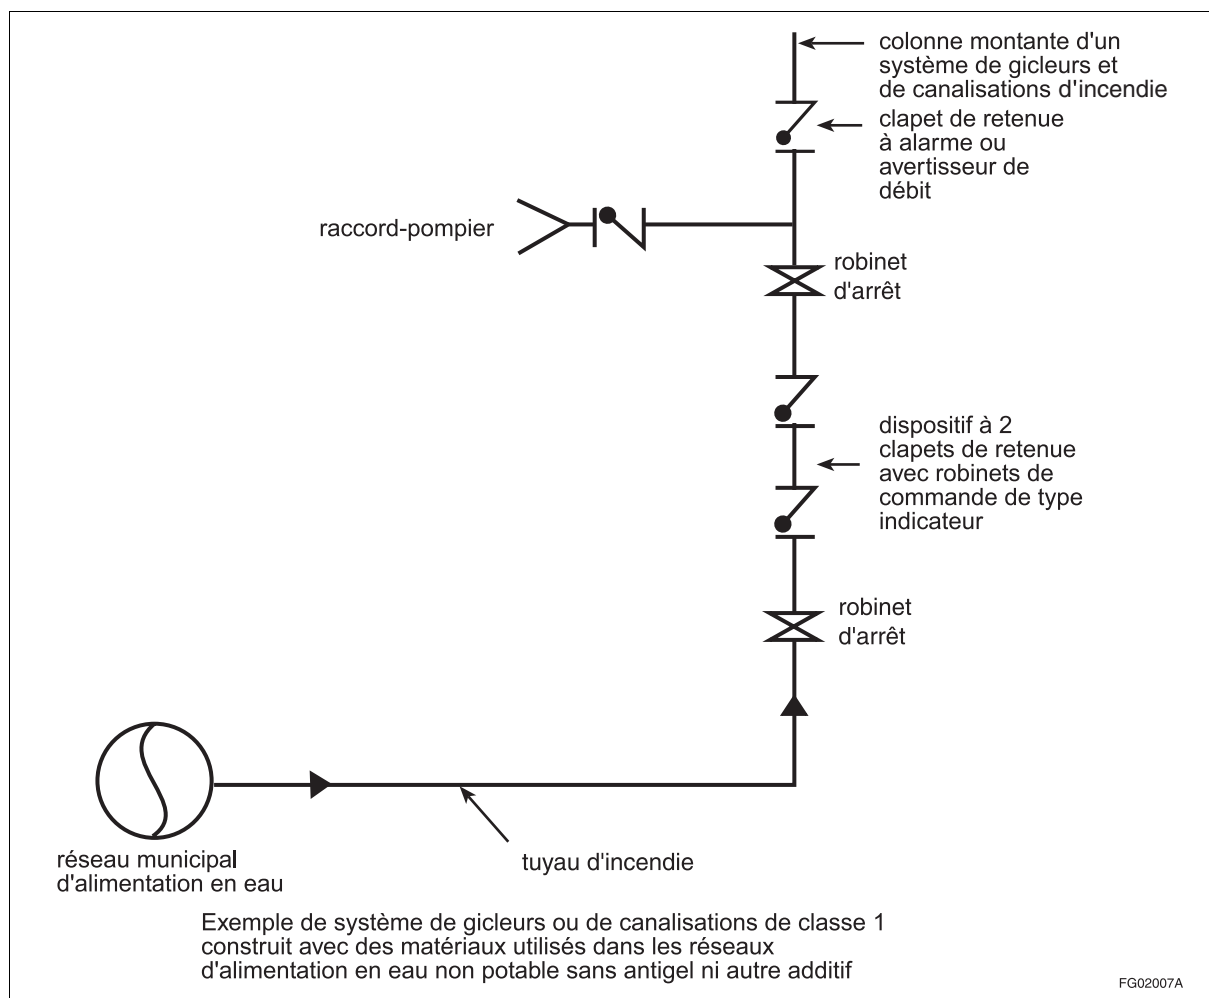 colonne montante d'un
système de gicleurs et
de canalisations d'incendie
clapet de retenue
à alarme ou
avertisseur de
débit
raccord-pompier
robinet
d'arrêt
dispositif à 2
clapets de retenue
avec robinets de
commande de type
indicateur
robinet
d'arrêt
réseau municipal
d'alimentation en eau
tuyau d'incendie
Exemple de système de gicleurs ou de canalisations de classe 1
construit avec des matériaux utilisés dans les réseaux
d'alimentation en eau non potable sans antigel ni autre additif
FG02007A